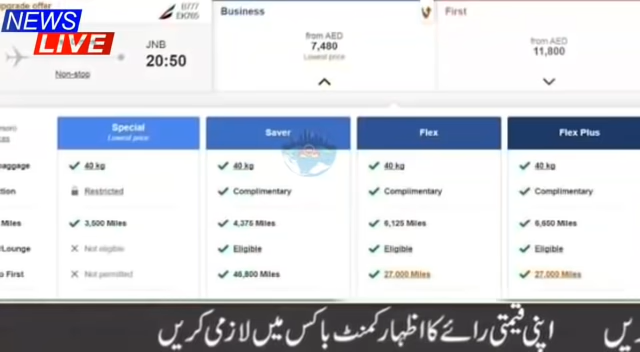 upgrade offer
NEWS
LIVE
B777
EK765
JNB
20:50
Non-stop
Business
from AED
7,480
Lowest price
First
from AED
11,800
Special
Lowest price
Saver
Flex
Flex Plus
baggage
40 kg
40 kg
40 kg
40 kg
Restricted
Complimentary
Complimentary
Complimentary
Miles
3,500 Miles
4,375 Miles
6,125 Miles
6,650 Miles
/Lounge
Not eligible
Eligible
Eligible
Eligible
o First
Not permitted
46,800 Miles
27,000 Miles
27,000 Miles
اپنی قیمتی رائے کا اظہار کمنٹ باکس میں لازمی کریں